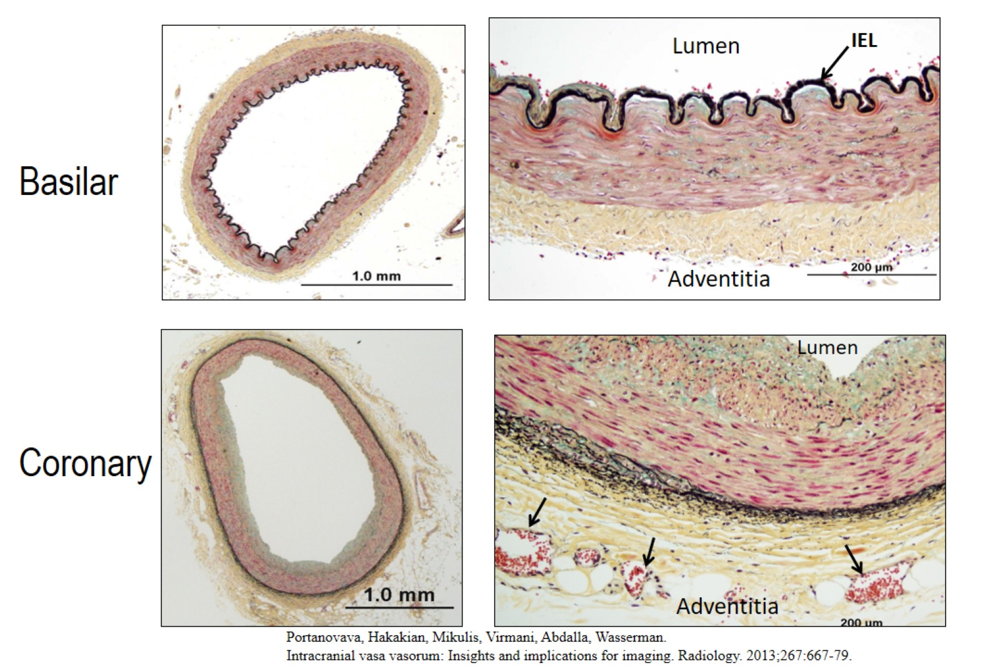 Basilar
1.0 mm
Lumen
IEL
200 µm
Adventitia
Coronary
1.0 mm
Lumen
Adventitia
200 µm
Portanovava, Hakakian, Mikulis, Virmani, Abdalla, Wasserman.
Intracranial vasa vasorum: Insights and implications for imaging. Radiology. 2013;267:667-79.